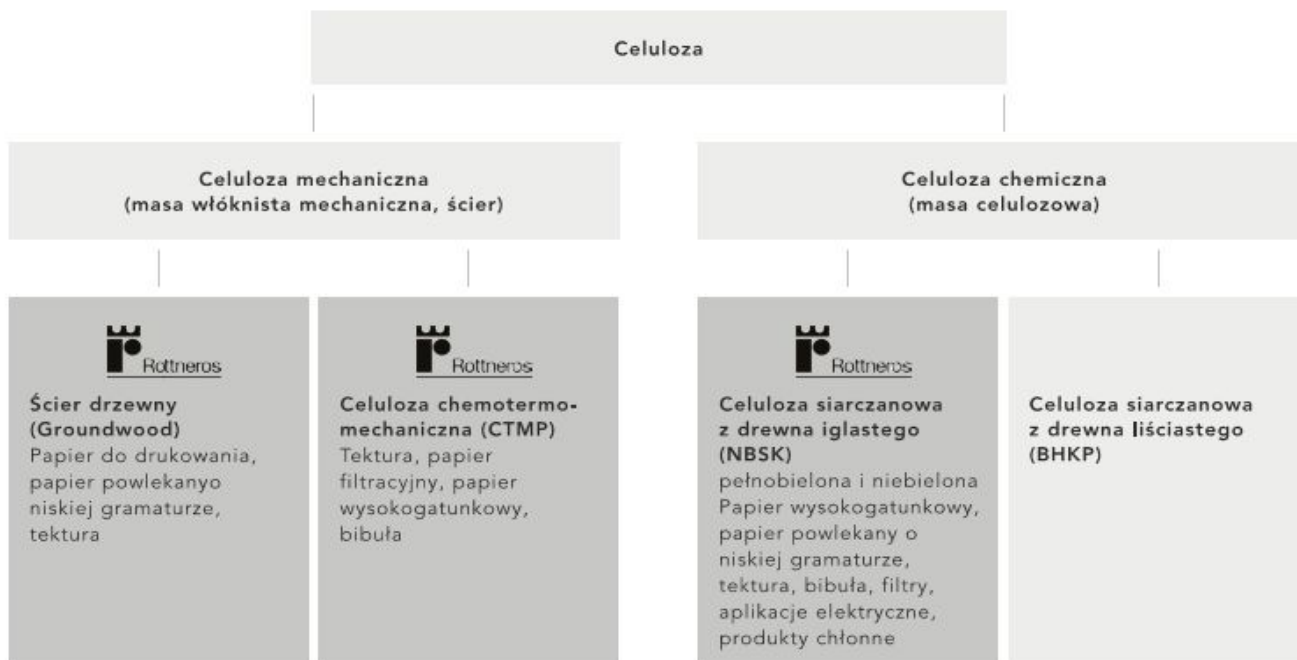 Celuloza
Celuloza mechaniczna
(masa włóknista mechaniczna, ścier)
Celuloza chemiczna
(masa celulozowa)
Rottneros
Ścier drzewny
(Groundwood)
Papier do drukowania,
papier powlekanyo
niskiej gramaturze,
tektura
Rottneros
Celuloza chemotermo-
mechaniczna (CTMP)
Tektura, papier
filtracyjny, papier
wysokogatunkowy,
bibuła
Rottneros
Celuloza siarczanowa
z drewna iglastego
(NBSK)
pełnobielona i niebielona
Papier wysokogatunkowy,
papier powlekany o
niskiej gramaturze,
tektura, bibuła, filtry,
aplikacje elektryczne,
produkty chłonne
Celuloza siarczanowa
z drewna liściastego
(BHKP)